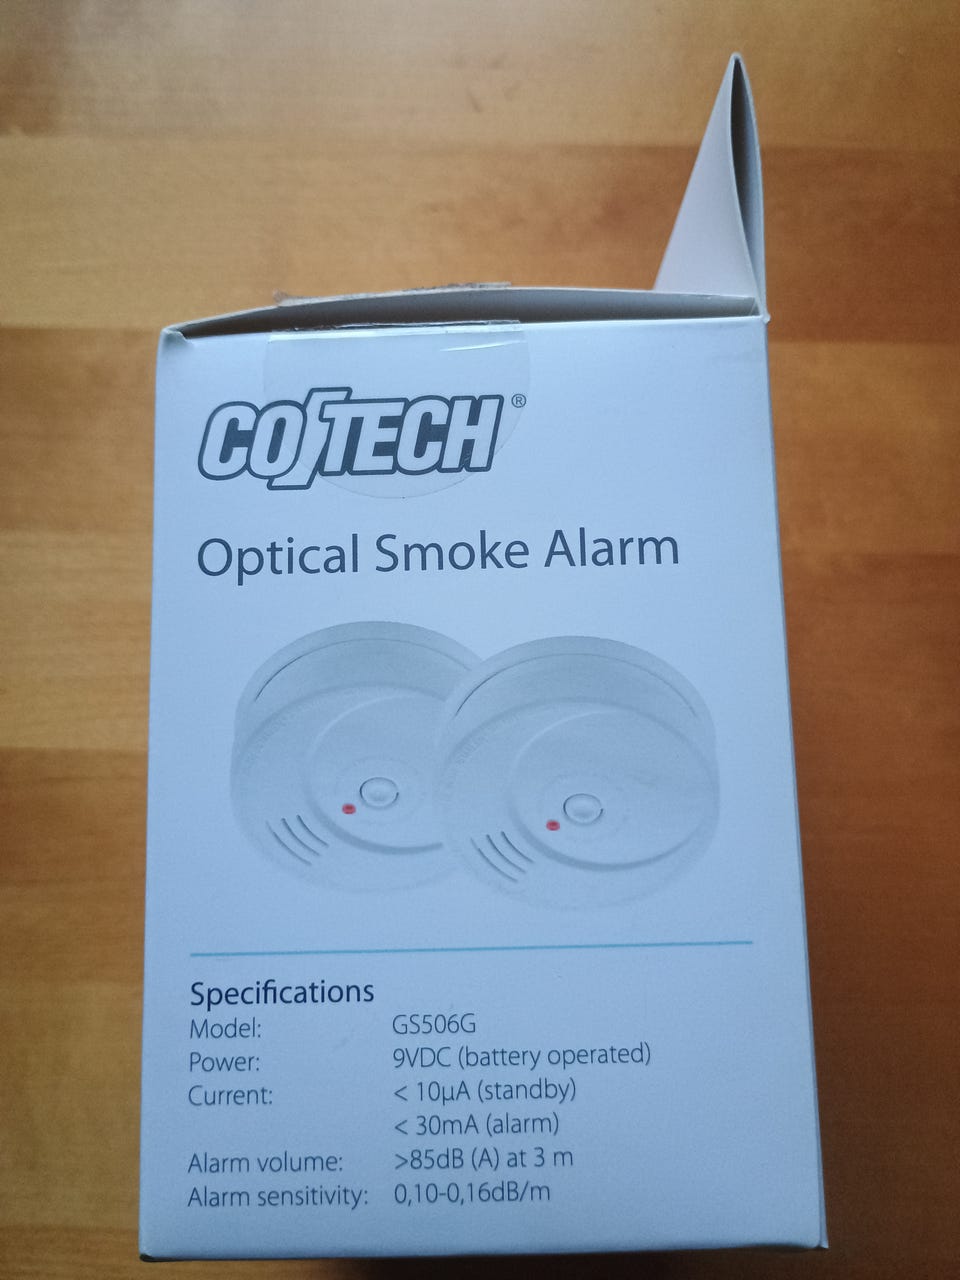 COTECH®
Optical Smoke Alarm
Specifications
Model: GS506G
Power: 9VDC (battery operated)
Current: < 10µA (standby)
< 30mA (alarm)
Alarm volume: >85dB (A) at 3 m
Alarm sensitivity: 0,10-0,16dB/m